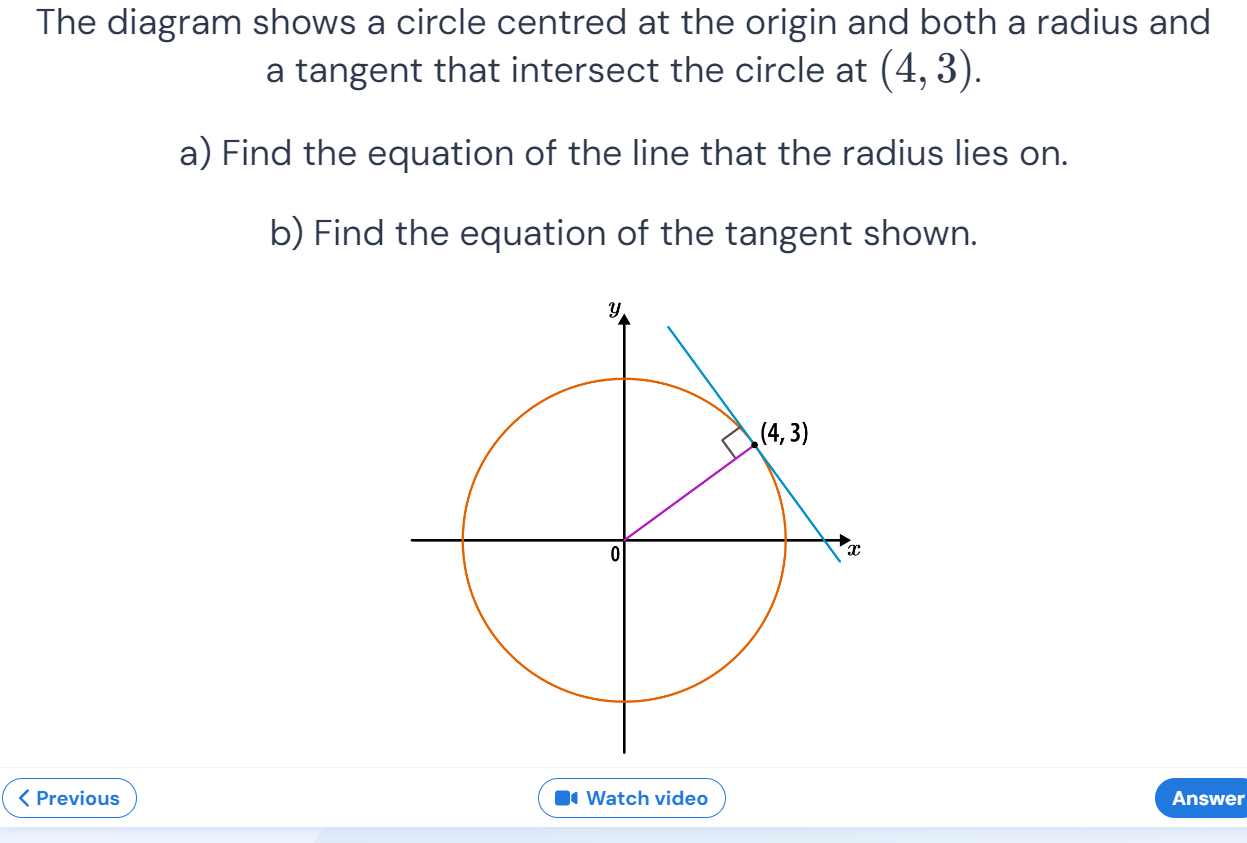 The diagram shows a circle centred at the origin and both a radius and
a tangent that intersect the circle at (4, 3).
a) Find the equation of the line that the radius lies on.
b) Find the equation of the tangent shown.
y
(4, 3)
0
x
Previous
Watch video
Answer